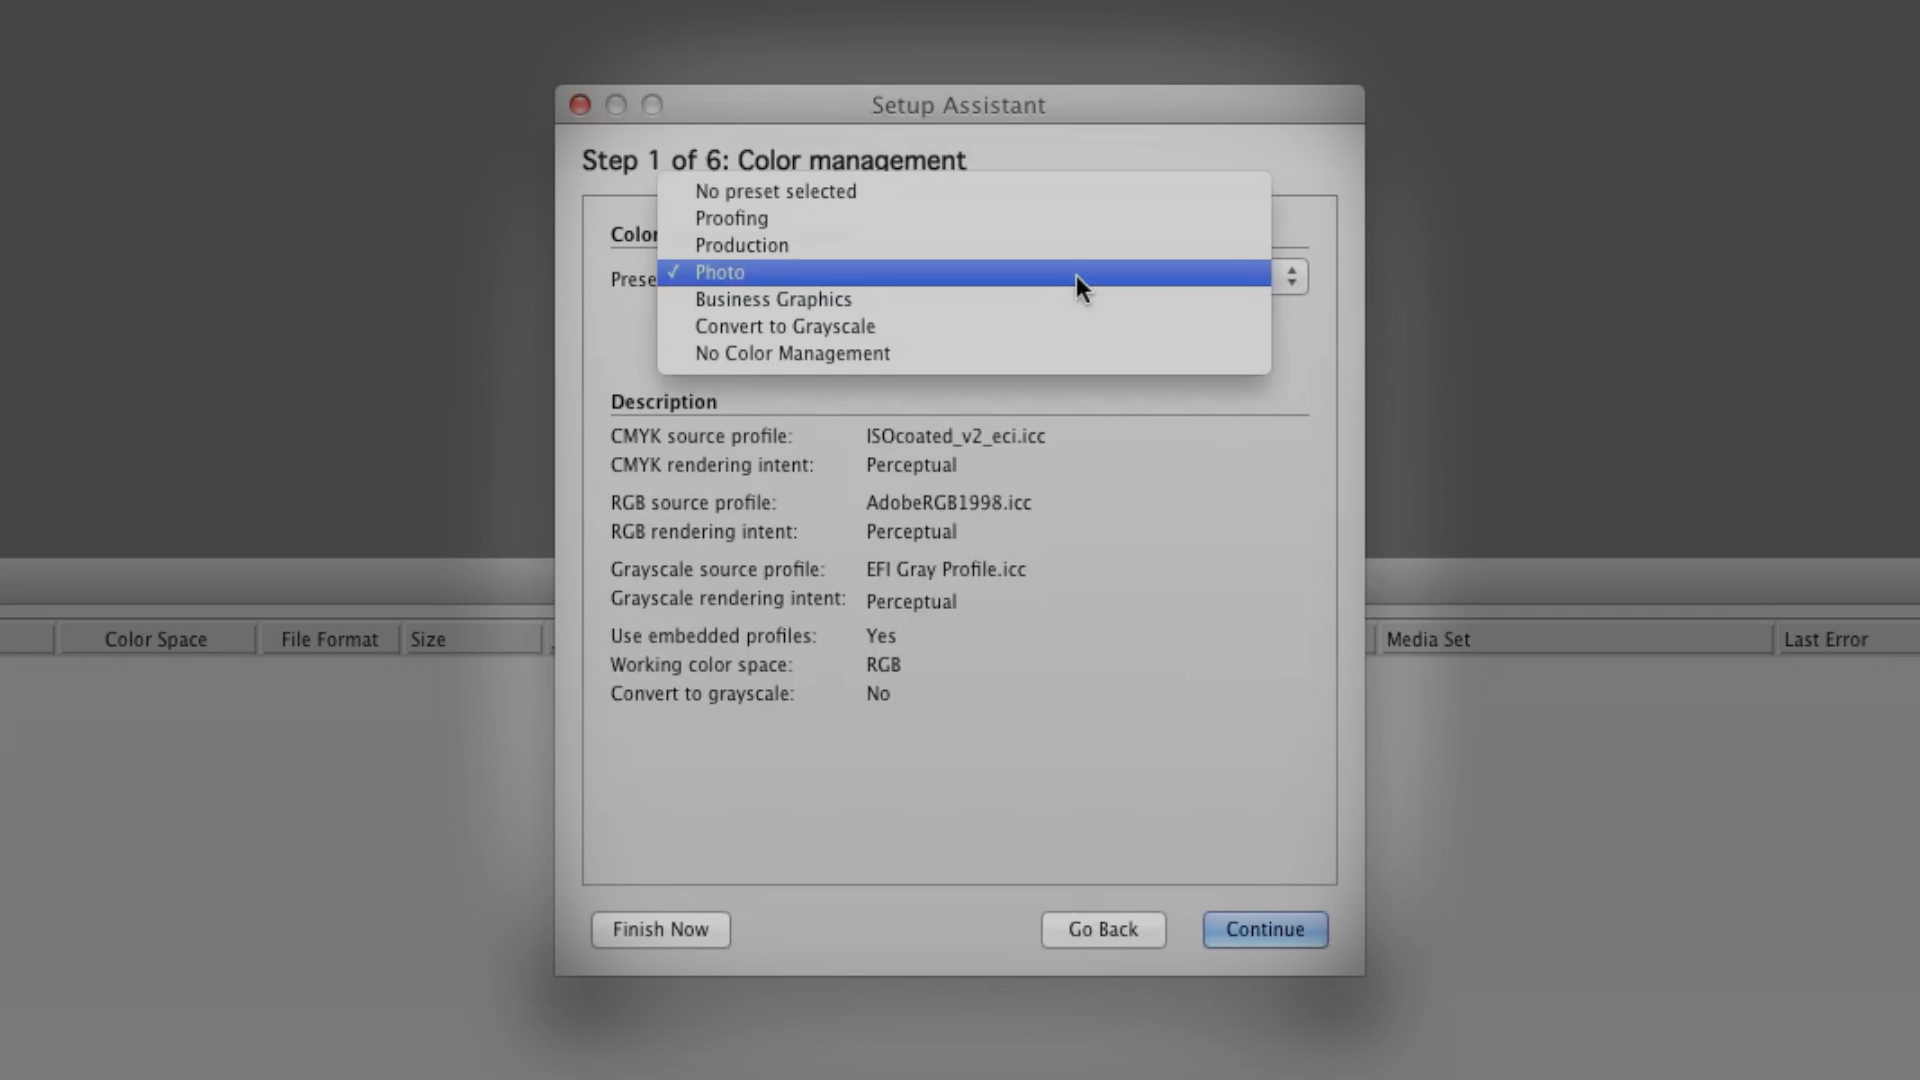 Setup Assistant
Step 1 of 6: Color management
No preset selected
Proofing
Color
Production
Prese
✓ Photo
Business Graphics
Convert to Grayscale
No Color Management
Description
CMYK source profile: ISOcoated_v2_eci.icc
CMYK rendering intent: Perceptual
RGB source profile: AdobeRGB1998.icc
RGB rendering intent: Perceptual
Grayscale source profile: EFI Gray Profile.icc
Grayscale rendering intent: Perceptual
Use embedded profiles: Yes
Working color space: RGB
Convert to grayscale: No
Color Space File Format Size Media Set Last Error
Finish Now Go Back Continue